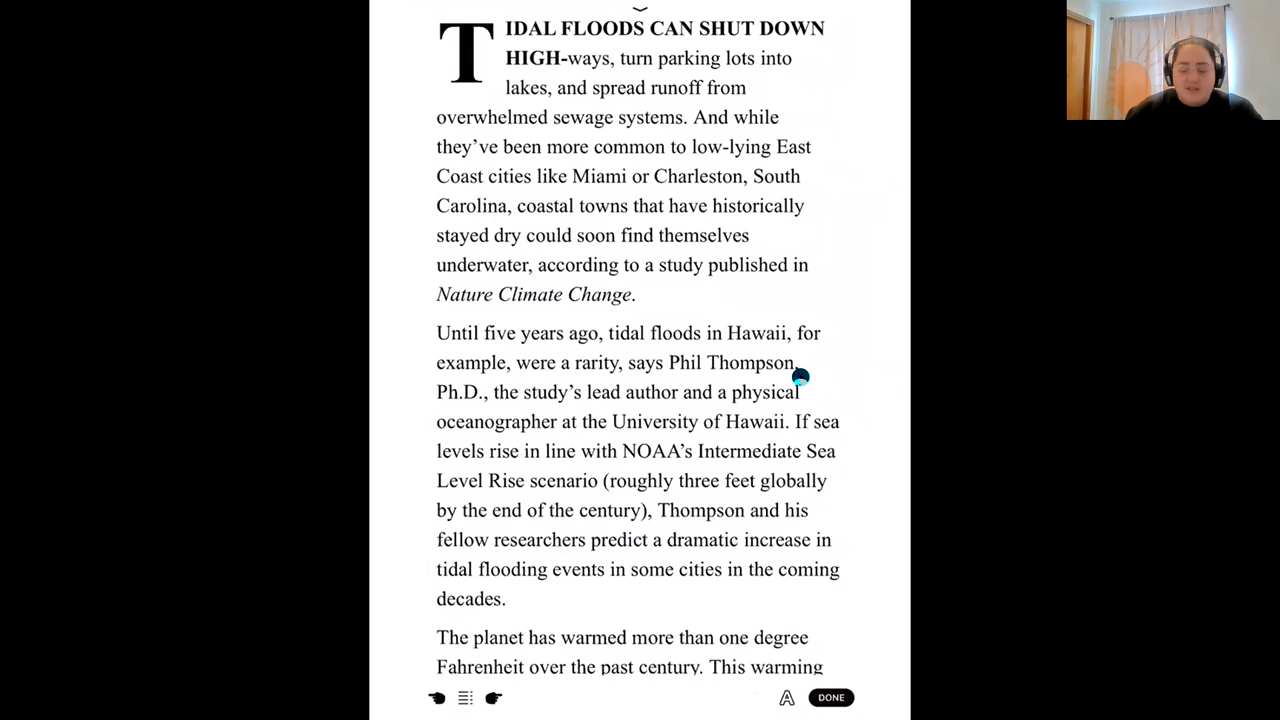 TIDAL FLOODS CAN SHUT DOWN
HIGH-ways, turn parking lots into
lakes, and spread runoff from
overwhelmed sewage systems. And while
they’ve been more common to low-lying East
Coast cities like Miami or Charleston, South
Carolina, coastal towns that have historically
stayed dry could soon find themselves
underwater, according to a study published in
Nature Climate Change.
Until five years ago, tidal floods in Hawaii, for
example, were a rarity, says Phil Thompson,
Ph.D., the study’s lead author and a physical
oceanographer at the University of Hawaii. If sea
levels rise in line with NOAA’s Intermediate Sea
Level Rise scenario (roughly three feet globally
by the end of the century), Thompson and his
fellow researchers predict a dramatic increase in
tidal flooding events in some cities in the coming
decades.
The planet has warmed more than one degree
Fahrenheit over the past century. This warming
A
DONE